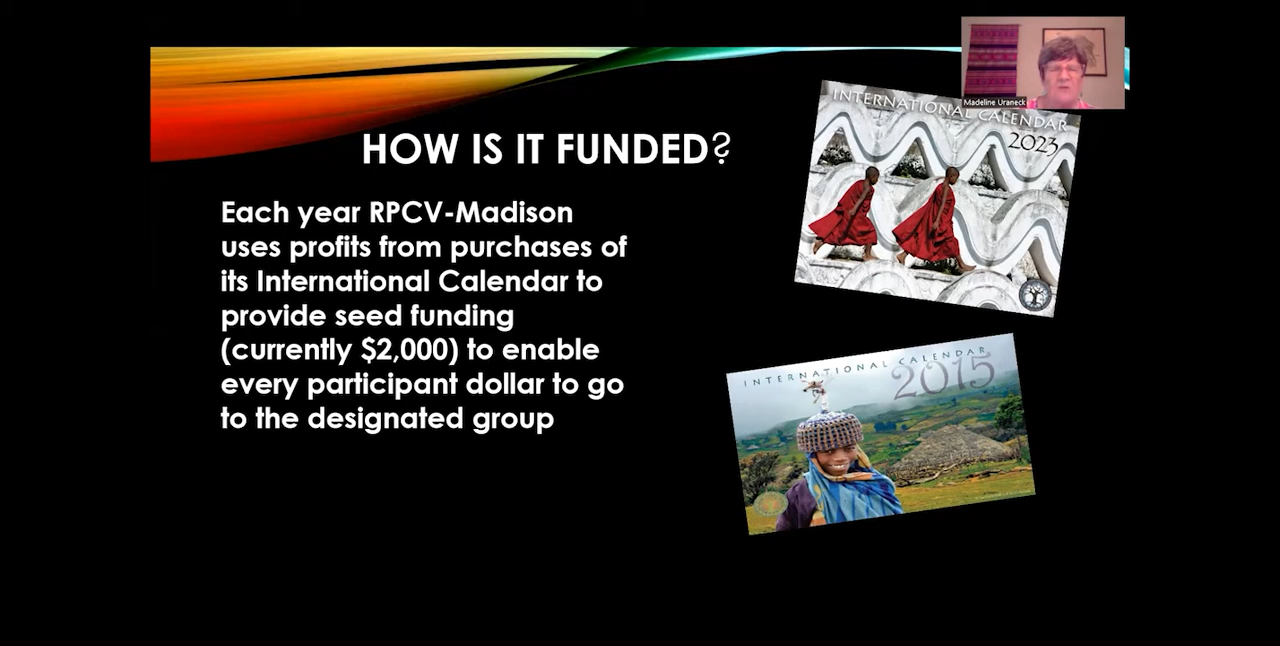 Madeline Uraneck
INTERNATIONAL CALENDAR
2023
HOW IS IT FUNDED?
Each year RPCV-Madison
uses profits from purchases of
its International Calendar to
provide seed funding
(currently $2,000) to enable
every participant dollar to go
to the designated group
INTERNATIONAL CALENDAR
2015